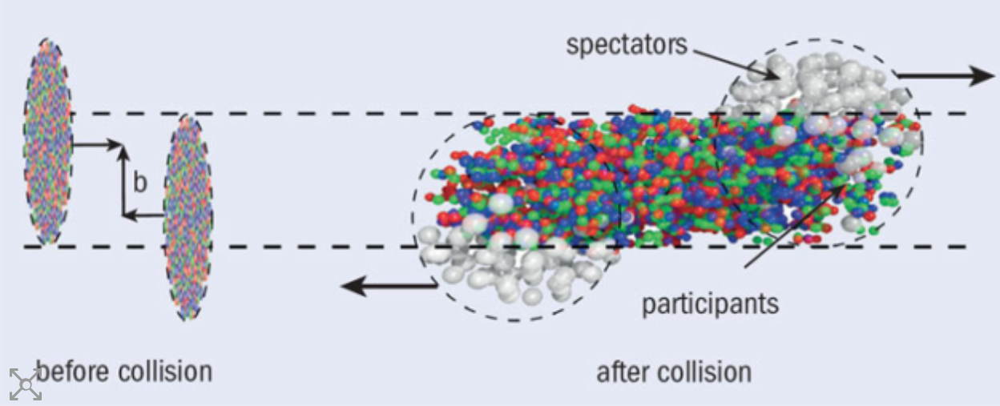 spectators
b
participants
before collision
after collision